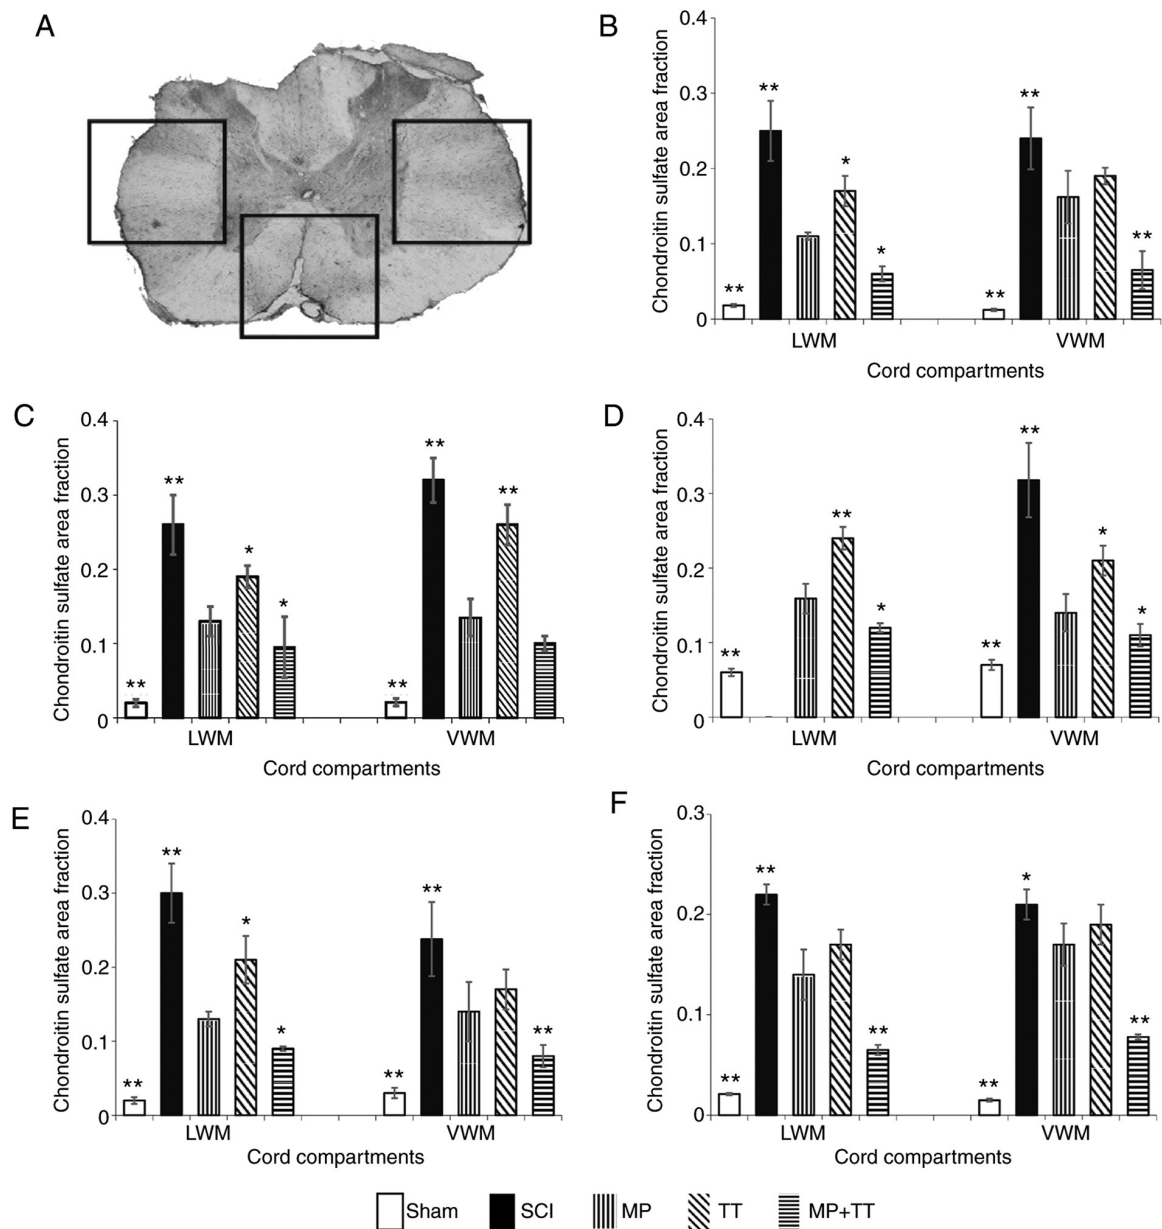 A
B
Chondroitin sulfate area fraction
0.4
0.3
0.2
0.1
0
** ** * *
** ** **
LWM VWM
Cord compartments
C
Chondroitin sulfate area fraction
0.4
0.3
0.2
0.1
0
** ** * *
** ** **
LWM VWM
Cord compartments
D
Chondroitin sulfate area fraction
0.4
0.3
0.2
0.1
0
** ** *
** ** * *
LWM VWM
Cord compartments
E
Chondroitin sulfate area fraction
0.4
0.3
0.2
0.1
0
** ** * *
** ** **
LWM VWM
Cord compartments
F
Chondroitin sulfate area fraction
0.3
0.2
0.1
0
** ** **
** * **
LWM VWM
Cord compartments
Sham SCI MP TT MP+TT